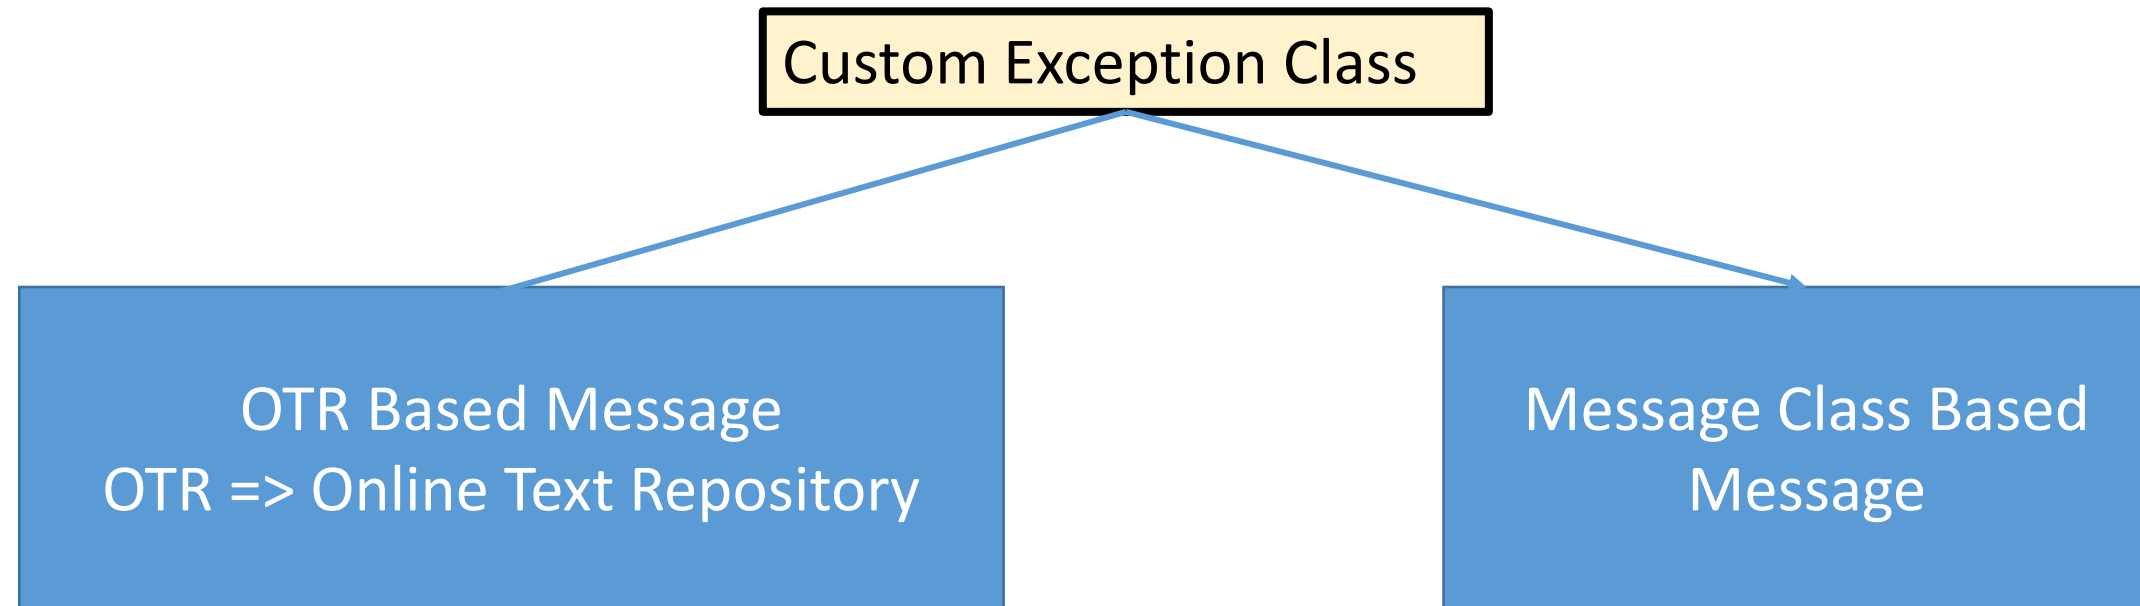 Custom Exception Class
OTR Based Message
OTR => Online Text Repository
Message Class Based
Message